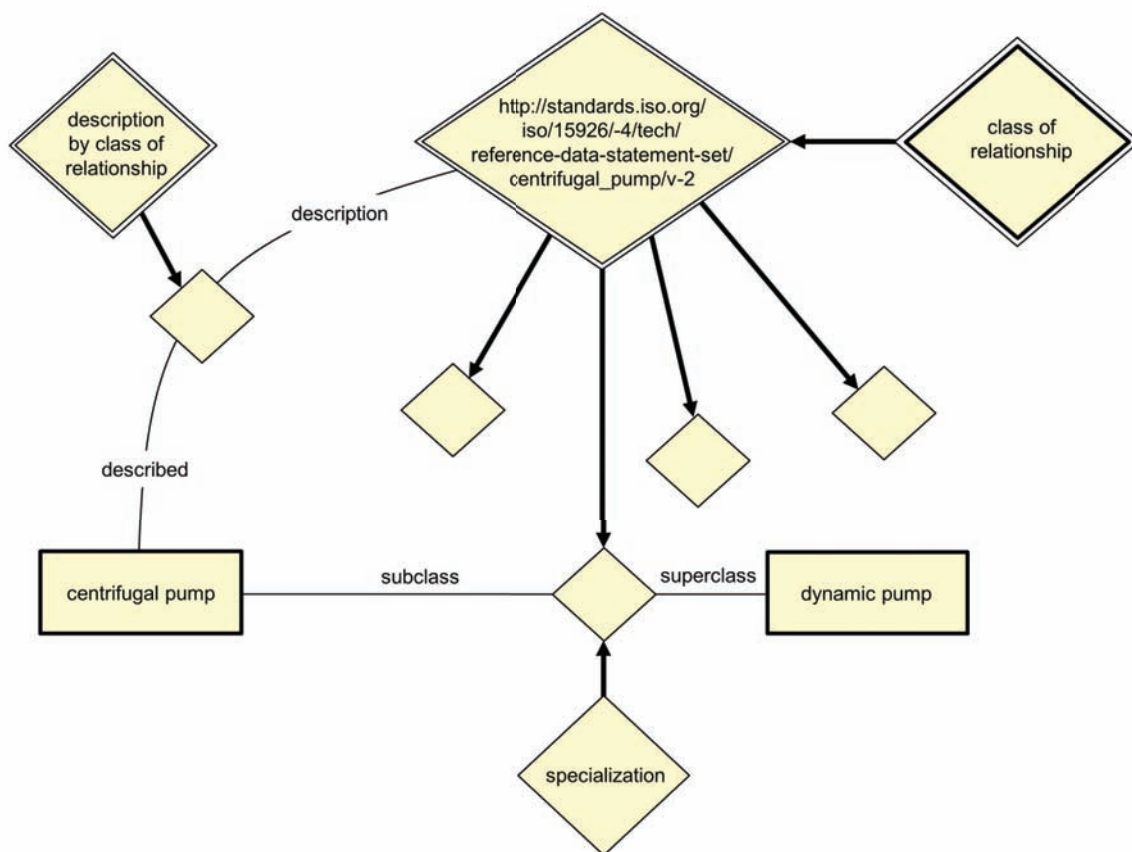 description
by class of
relationship
http://standards.iso.org/
iso/15926/-4/tech/
reference-data-statement-set/
centrifugal_pump/v-2
class of
relationship
description
described
centrifugal pump
subclass
superclass
dynamic pump
specialization